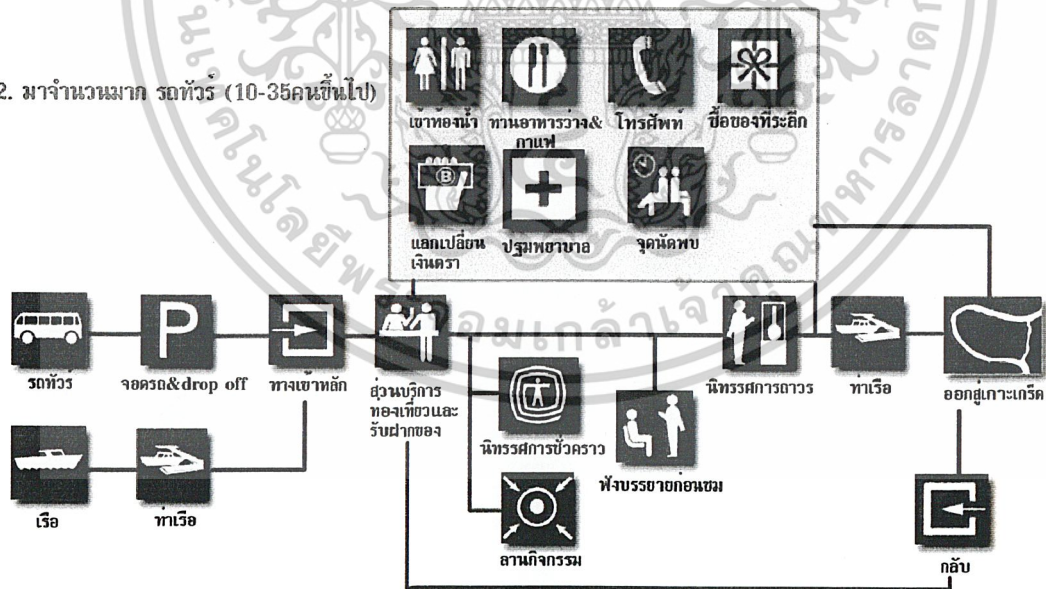 2. มาจำนวนมาก รถทัวร์ (10-35คนขึ้นไป)
เข้าห้องน้ำ
ทานอาหารว่าง&
กาแฟ
โทรศัพท์
ซื้อของที่ระลึก
B
แลกเปลี่ยน
เงินตรา
ปฐมพยาบาล
จุดนัดพบ
P
รถทัวร์
จอดรถ&drop off
ทางเข้าหลัก
ส่วนบริการ
ท่องเที่ยวและ
รับฝากของ
นิทรรศการถาวร
ท่าเรือ
ออกสู่เกาะเกร็ด
นิทรรศการชั่วคราว
ฟังบรรยายก่อนชม
เรือ
ท่าเรือ
ลานกิจกรรม
กลับ